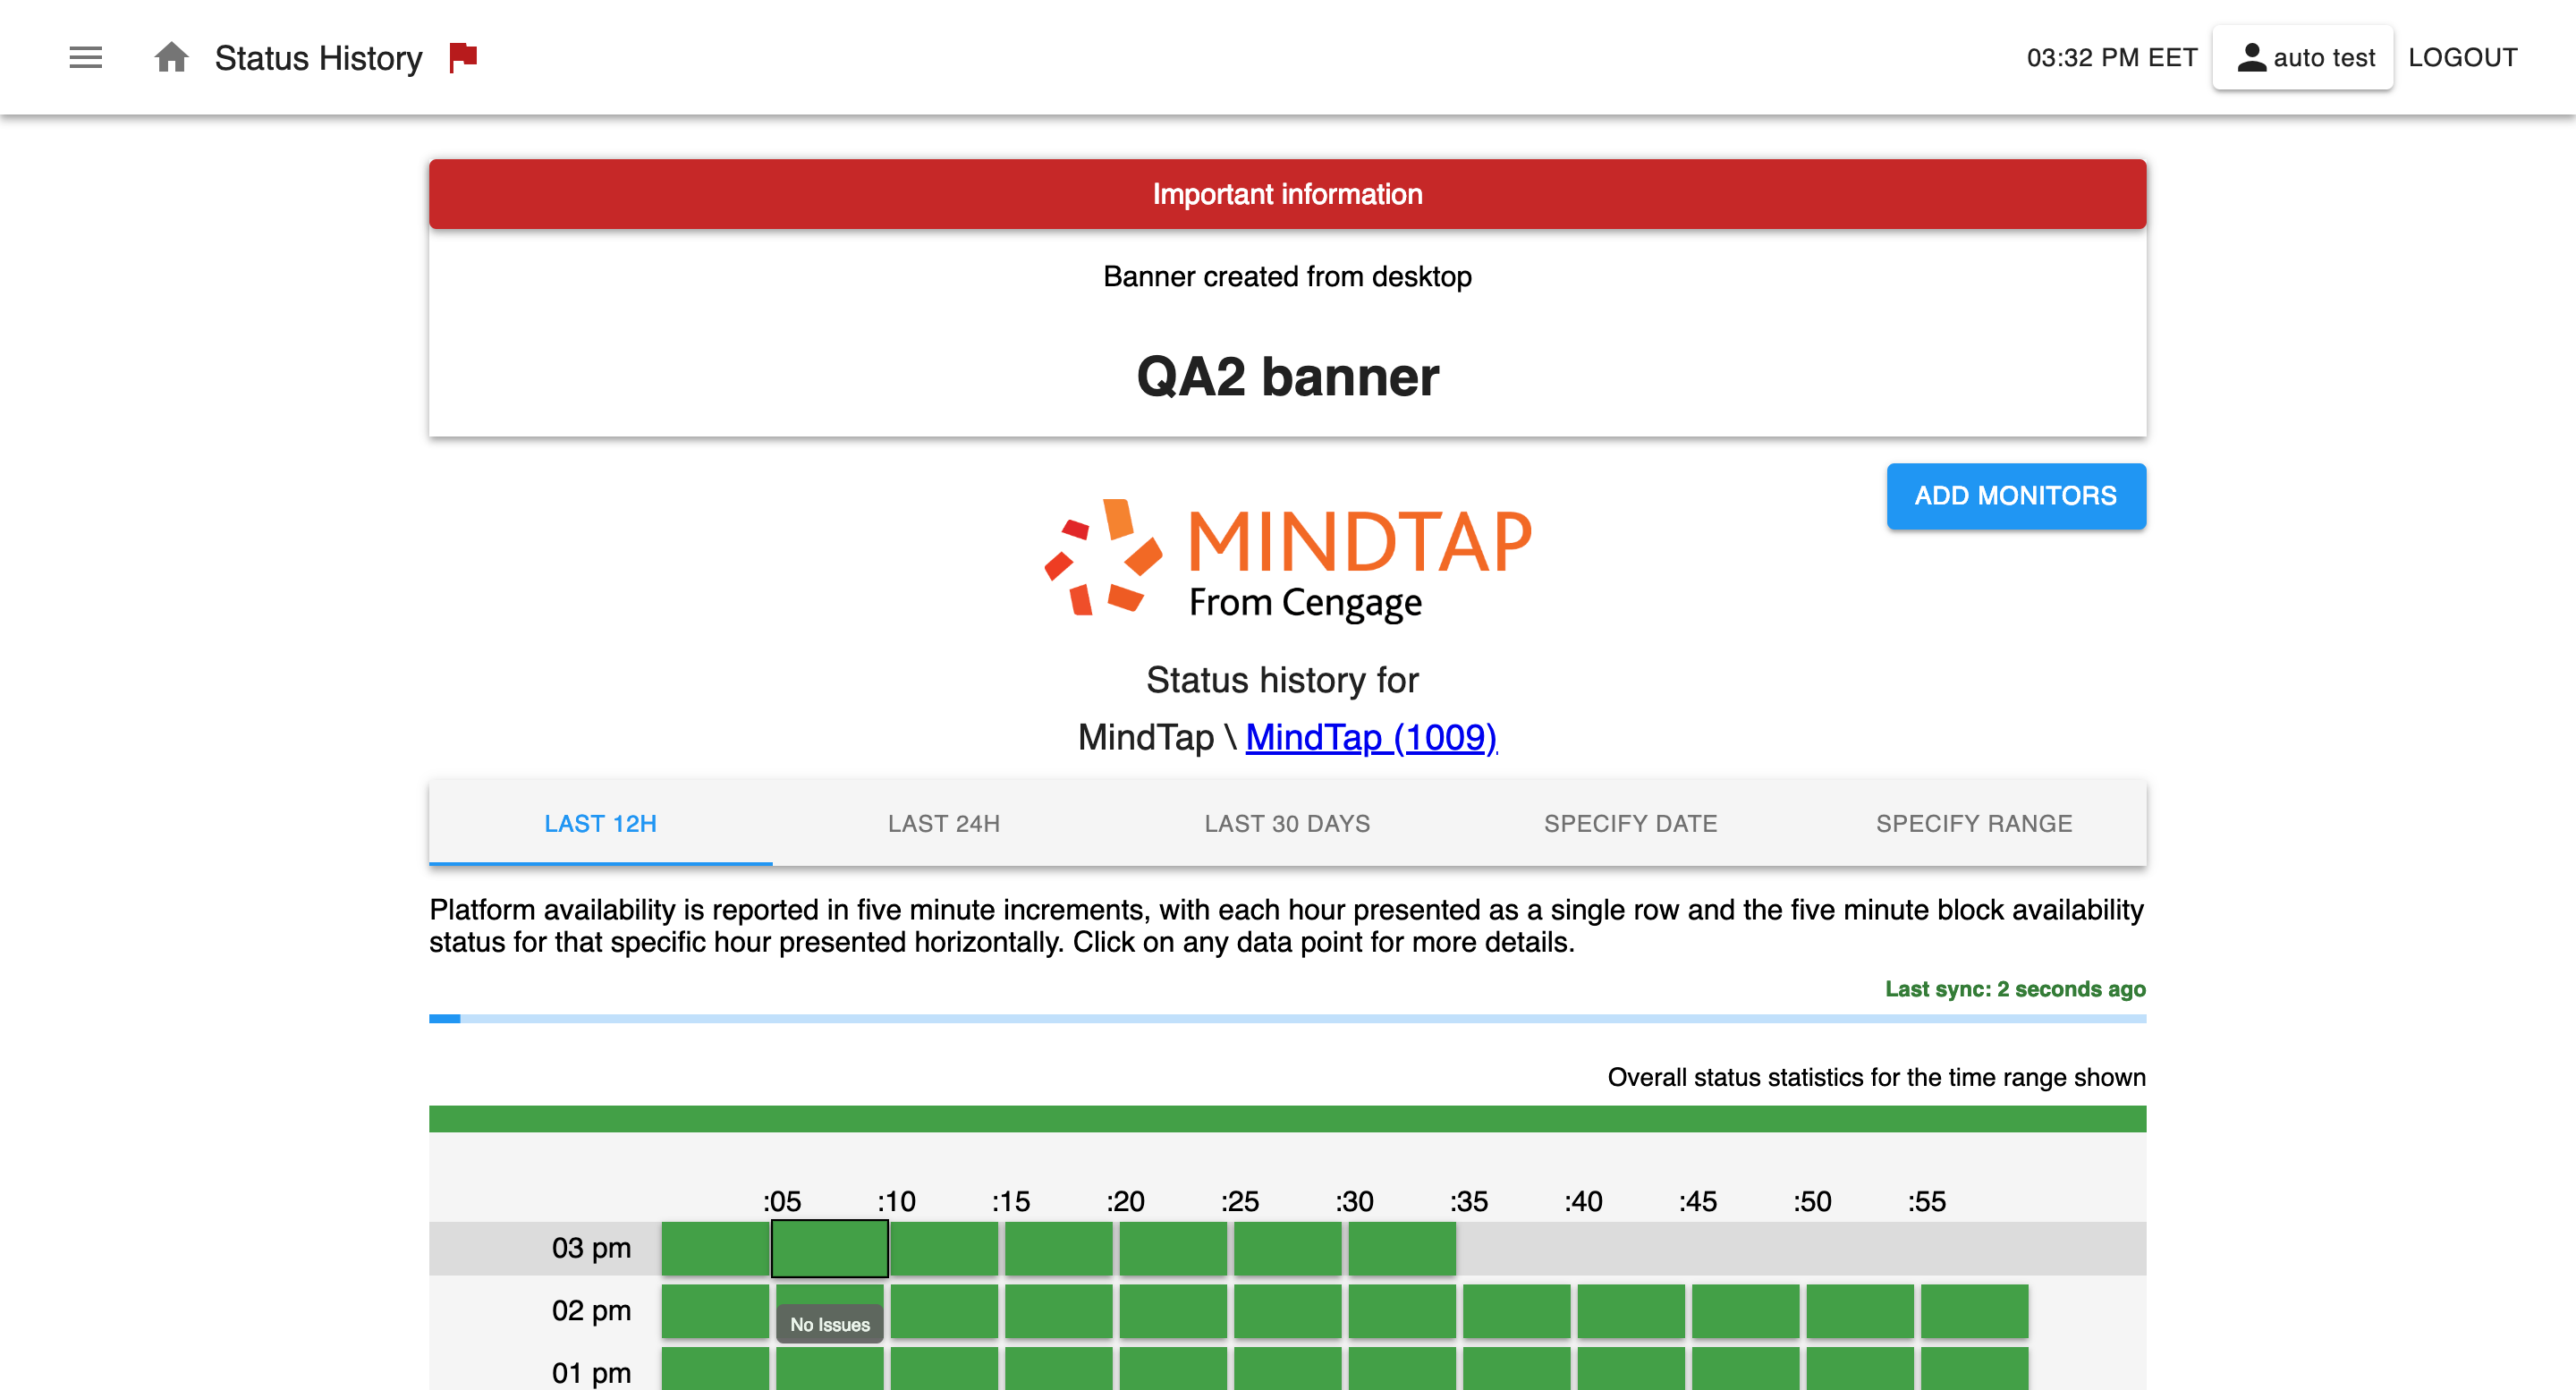 Status History
03:32 PM EET
auto test
LOGOUT
Important information
Banner created from desktop
QA2 banner
ADD MONITORS
MINDTAP
From Cengage
Status history for
MindTap \ MindTap (1009)
LAST 12H
LAST 24H
LAST 30 DAYS
SPECIFY DATE
SPECIFY RANGE
Platform availability is reported in five minute increments, with each hour presented as a single row and the five minute block availability
status for that specific hour presented horizontally. Click on any data point for more details.
Last sync: 2 seconds ago
Overall status statistics for the time range shown
:05 :10 :15 :20 :25 :30 :35 :40 :45 :50 :55
03 pm
02 pm
No Issues
01 pm